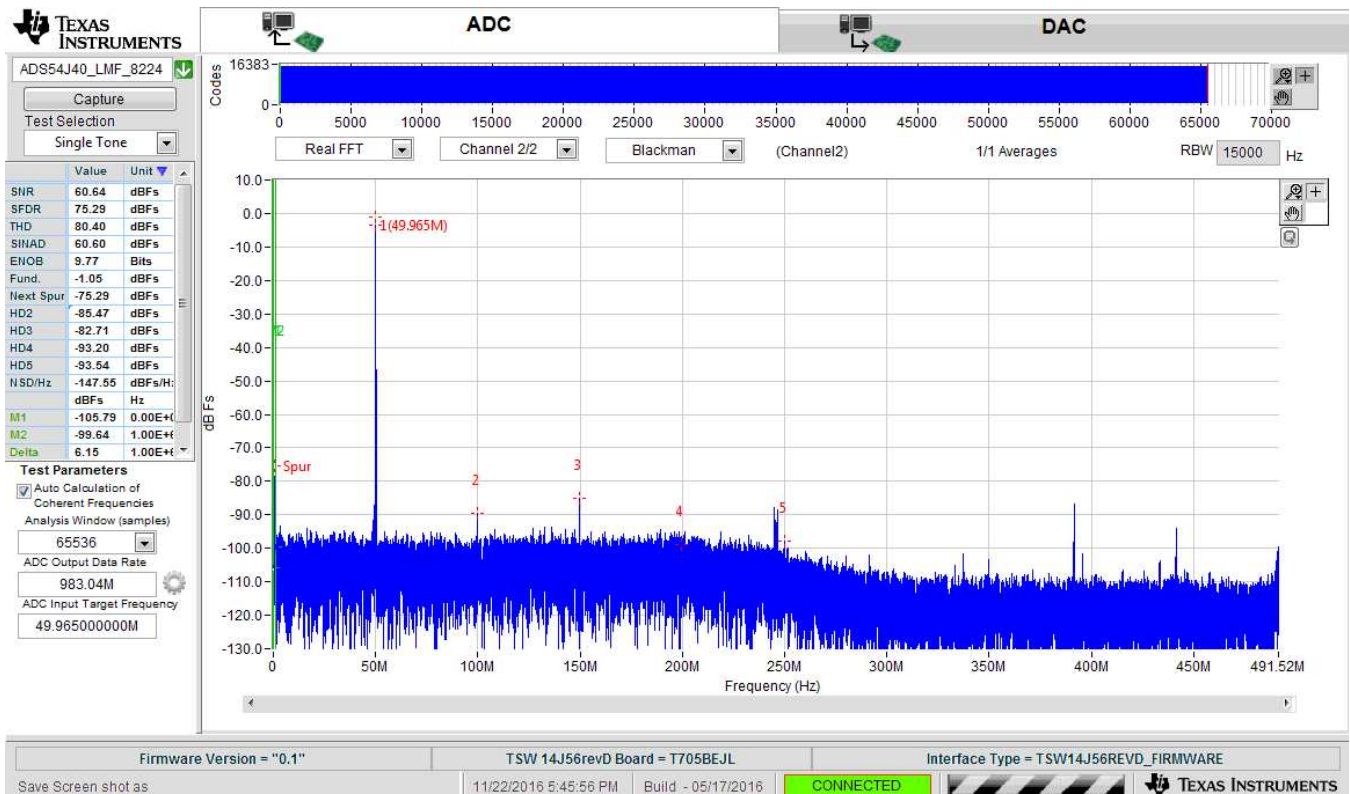 TEXAS INSTRUMENTS
ADC
DAC
ADS54J40_LMF_8224
Capture
Test Selection
Single Tone
Value Unit
SNR 60.64 dBFs
SFDR 75.29 dBFs
THD 80.40 dBFs
SINAD 60.60 dBFs
ENOB 9.77 Bits
Fund. -1.05 dBFs
Next Spur -75.29 dBFs
HD2 -85.47 dBFs
HD3 -82.71 dBFs
HD4 -93.20 dBFs
HD5 -93.54 dBFs
NSD/Hz -147.55 dBFs/H
dBFs Hz
M1 -105.79 0.00E+
M2 -99.64 1.00E+
Delta 6.15 1.00E+
Test Parameters
Auto Calculation of
Coherent Frequencies
Analysis Window (samples)
65536
ADC Output Data Rate
983.04M
ADC Input Target Frequency
49.965000000M
Codes
16383
0
0 5000 10000 15000 20000 25000 30000 35000 40000 45000 50000 55000 60000 65000 70000
Real FFT Channel 2/2 Blackman (Channel2) 1/1 Averages RBW 15000 Hz
dBFs
10.0
0.0
-10.0
-20.0
-30.0
-40.0
-50.0
-60.0
-70.0
-80.0
-90.0
-100.0
-110.0
-120.0
-130.0
1(49.965M)
2
Spur
2
3
4
5
0 50M 100M 150M 200M 250M 300M 350M 400M 450M 491.52M
Frequency (Hz)
Firmware Version = "0.1" TSW 14J56revD Board = T705BEJL Interface Type = TSW14J56REVD_FIRMWARE
Save Screen shot as 11/22/2016 5:45:56 PM Build - 05/17/2016 CONNECTED TEXAS INSTRUMENTS